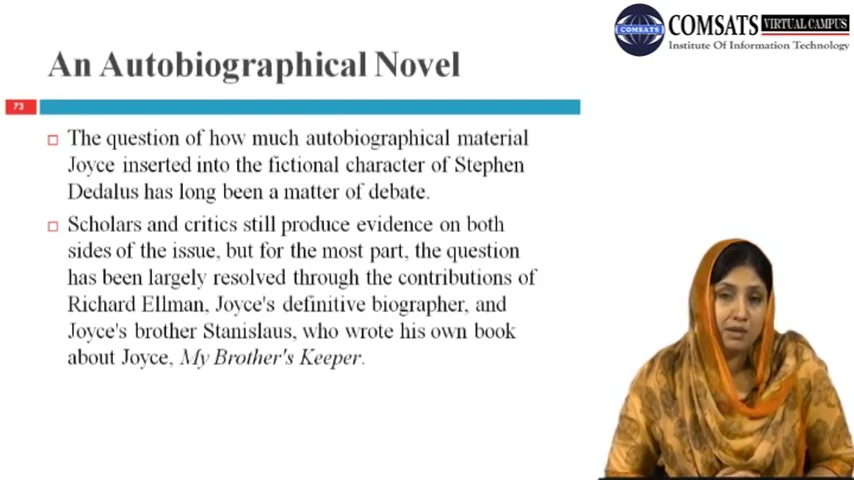 COMSATS VIRTUAL CAMPUS
COMSATS
Institute Of Information Technology
An Autobiographical Novel
73
The question of how much autobiographical material
Joyce inserted into the fictional character of Stephen
Dedalus has long been a matter of debate.
Scholars and critics still produce evidence on both
sides of the issue, but for the most part, the question
has been largely resolved through the contributions of
Richard Ellman, Joyce's definitive biographer, and
Joyce's brother Stanislaus, who wrote his own book
about Joyce, My Brother's Keeper.